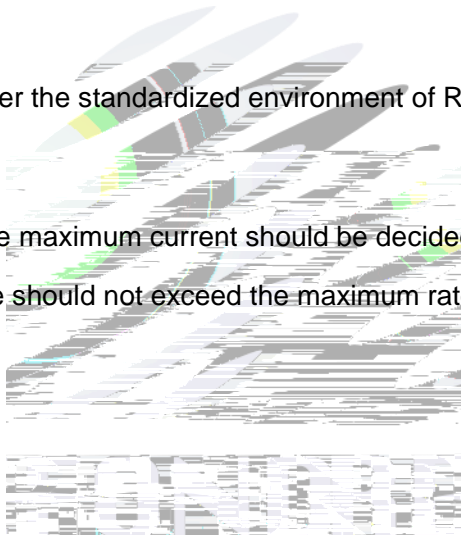 er the standardized environment of R
e maximum current should be decided
e should not exceed the maximum rat